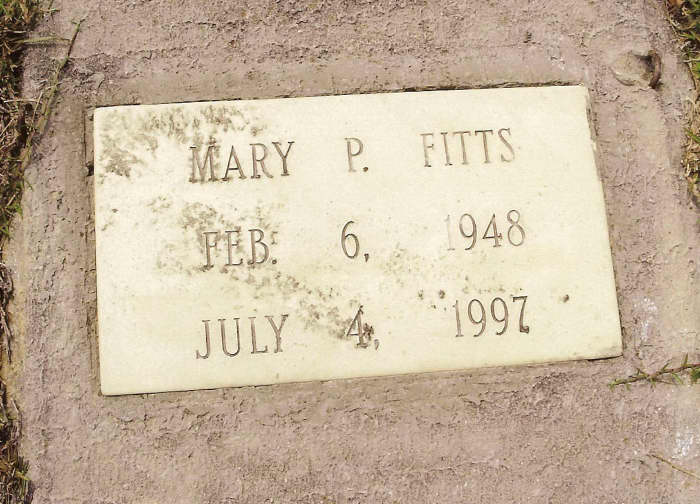 MARY P. FITTS
FEB. 6, 1948
JULY 4, 1997